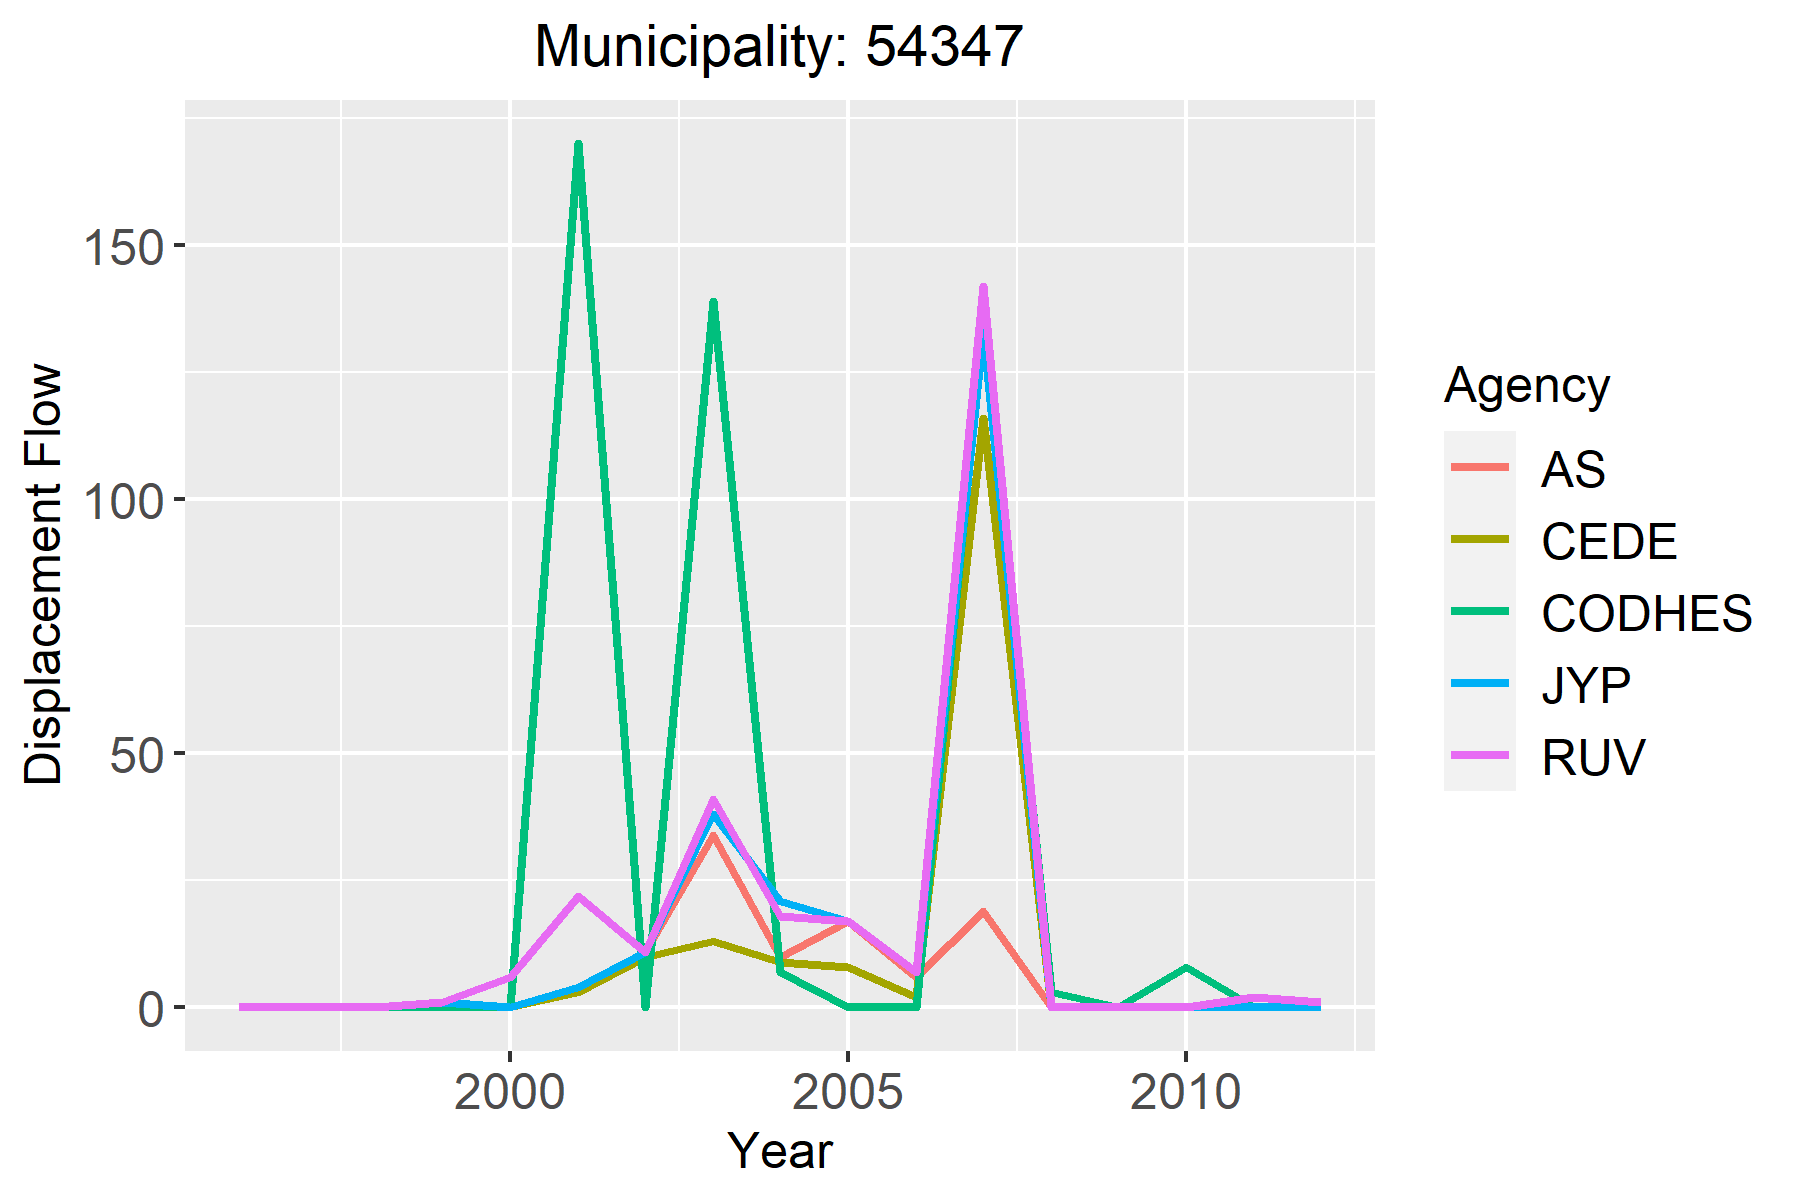 Municipality: 54347
Displacement Flow
150
100
50
0
2000
2005
2010
Year
Agency
AS
CEDE
CODHES
JYP
RUV